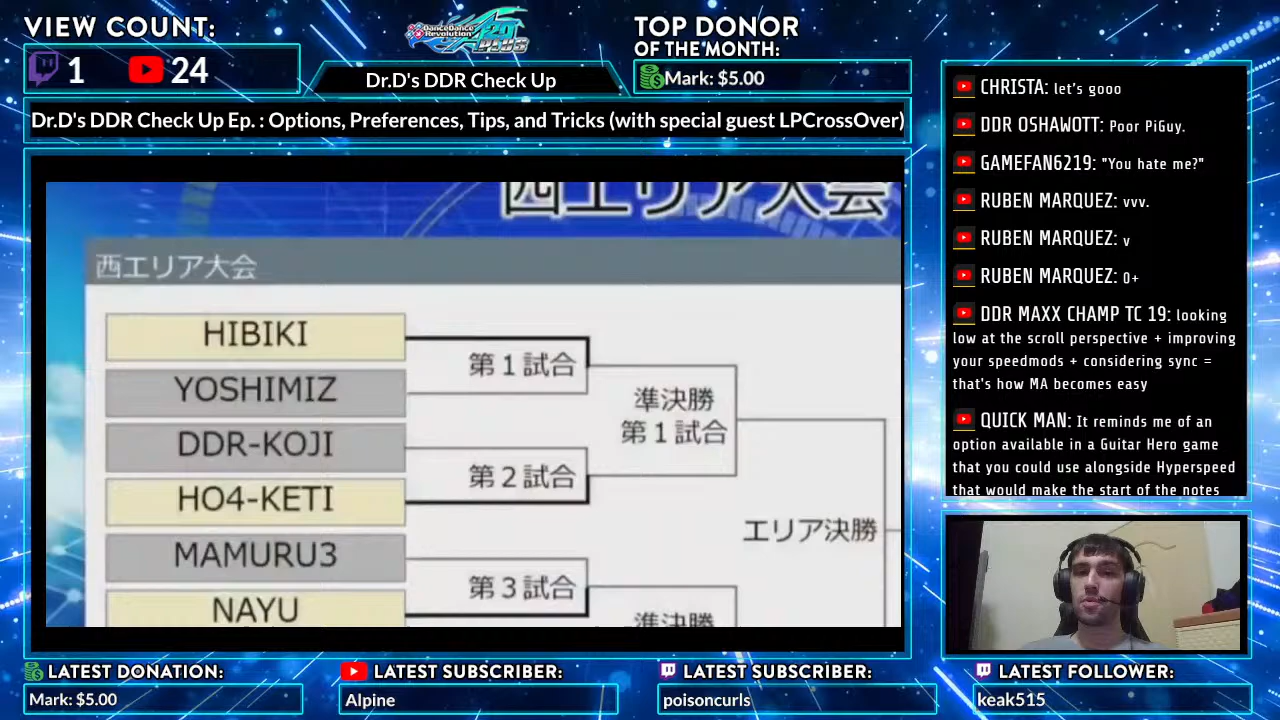 VIEW COUNT:
1
24
DanceDance
Revolution
A20
PLUS
Dr.D's DDR Check Up
TOP DONOR
OF THE MONTH:
Mark: $5.00
Dr.D's DDR Check Up Ep. : Options, Preferences, Tips, and Tricks (with special guest LPCrossOver)
西エリア大会
西エリア大会
HIBIKI
YOSHIMIZ
DDR-KOJI
HO4-KETI
MAMURU3
NAYU
第1試合
第2試合
第3試合
準決勝
第1試合
準決勝
エリア決勝
CHRISTA: let's gooo
DDR OSHAWOTT: Poor PiGuy.
GAMEFAN6219: "You hate me?"
RUBEN MARQUEZ: vvv.
RUBEN MARQUEZ: v
RUBEN MARQUEZ: 0+
DDR MAXX CHAMP TC 19: looking
low at the scroll perspective + improving
your speedmods + considering sync =
that's how MA becomes easy
QUICK MAN: It reminds me of an
option available in a Guitar Hero game
that you could use alongside Hyperspeed
that would make the start of the notes
LATEST DONATION:
Mark: $5.00
LATEST SUBSCRIBER:
Alpine
LATEST SUBSCRIBER:
poisoncurls
LATEST FOLLOWER:
keak515